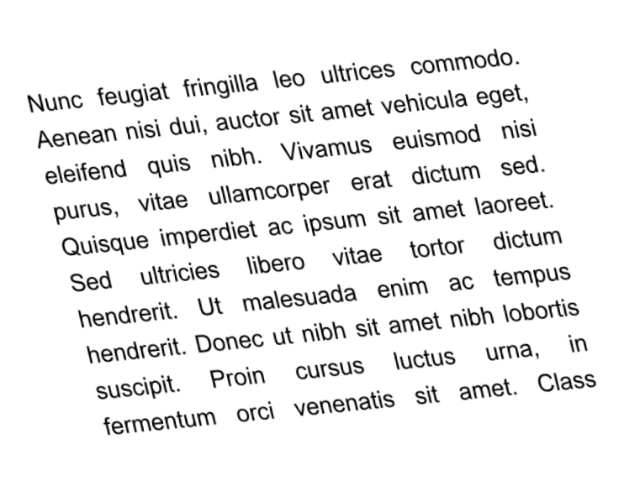 Nunc feugiat fringilla leo ultrices commodo.
Aenean nisi dui, auctor sit amet vehicula eget,
eleifend quis nibh. Vivamus euismod nisi
purus, vitae ullamcorper erat dictum sed.
Quisque imperdiet ac ipsum sit amet laoreet.
Sed ultricies libero vitae tortor dictum
hendrerit. Ut malesuada enim ac tempus
hendrerit. Donec ut nibh sit amet nibh lobortis
suscipit. Proin cursus luctus urna, in
fermentum orci venenatis sit amet. Class